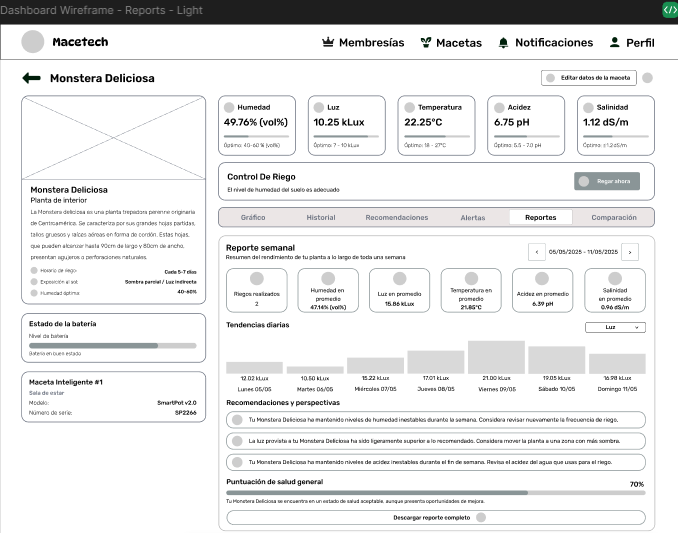 Dashboard Wireframe - Reports - Light
</>
Macetech
Membresías
Macetas
Notificaciones
Perfil
Monstera Deliciosa
Editar datos de la maceta
Monstera Deliciosa
Planta de interior
La Monstera deliciosa es una planta trepadora perenne originaria
de Centroamérica. Se caracteriza por sus grandes hojas partidas,
tallos gruesos y raíces aéreas en forma de cordón. Estas hojas,
que pueden alcanzar hasta 90cm de largo y 80cm de ancho,
presentan agujeros o perforaciones naturales.
Horario de riego: Cada 5-7 días
Exposición al sol: Sombra parcial / Luz indirecta
Humedad óptima: 40-60%
Estado de la batería
Nivel de batería
Batería en buen estado
Maceta Inteligente #1
Sala de estar
Modelo: SmartPot v2.0
Número de serie: SP2266
Humedad
49.76% (vol%)
Óptimo: 40-60 % (vol%)
Luz
10.25 kLux
Óptimo: 7 - 10 kLux
Temperatura
22.25°C
Óptimo: 18 - 27°C
Acidez
6.75 pH
Óptimo: 5.5 - 7.0 pH
Salinidad
1.12 dS/m
Óptimo: ≤1.2 dS/m
Control De Riego
El nivel de humedad del suelo es adecuado
Regar ahora
Gráfico
Historial
Recomendaciones
Alertas
Reportes
Comparación
Reporte semanal
Resumen del rendimiento de tu planta a lo largo de toda una semana
‹ 05/05/2025 - 11/05/2025 ›
Riegos realizados
2
Humedad en
promedio
47.14% (vol%)
Luz en promedio
15.86 kLux
Temperatura en
promedio
21.85°C
Acidez en promedio
6.39 pH
Salinidad
en promedio
0.96 dS/m
Tendencias diarias
Luz
12.02 kLux
10.50 kLux
15.22 kLux
17.01 kLux
21.00 kLux
19.05 kLux
16.98 kLux
Lunes 05/05
Martes 06/05
Miércoles 07/05
Jueves 08/05
Viernes 09/05
Sábado 10/05
Domingo 11/05
Recomendaciones y perspectivas
Tu Monstera Deliciosa ha mantenido niveles de humedad inestables durante la semana. Considera revisar nuevamente la frecuencia de riego.
La luz provista a tu Monstera Deliciosa ha sido ligeramente superior a lo recomendado. Considera mover la planta a una zona con más sombra.
Tu Monstera Deliciosa ha mantenido niveles de acidez inestables durante el fin de semana. Revisa el acidez del agua que usas para el riego.
Puntuación de salud general
70%
Tu Monstera Deliciosa se encuentra en un estado de salud aceptable, aunque presenta oportunidades de mejora.
Descargar reporte completo